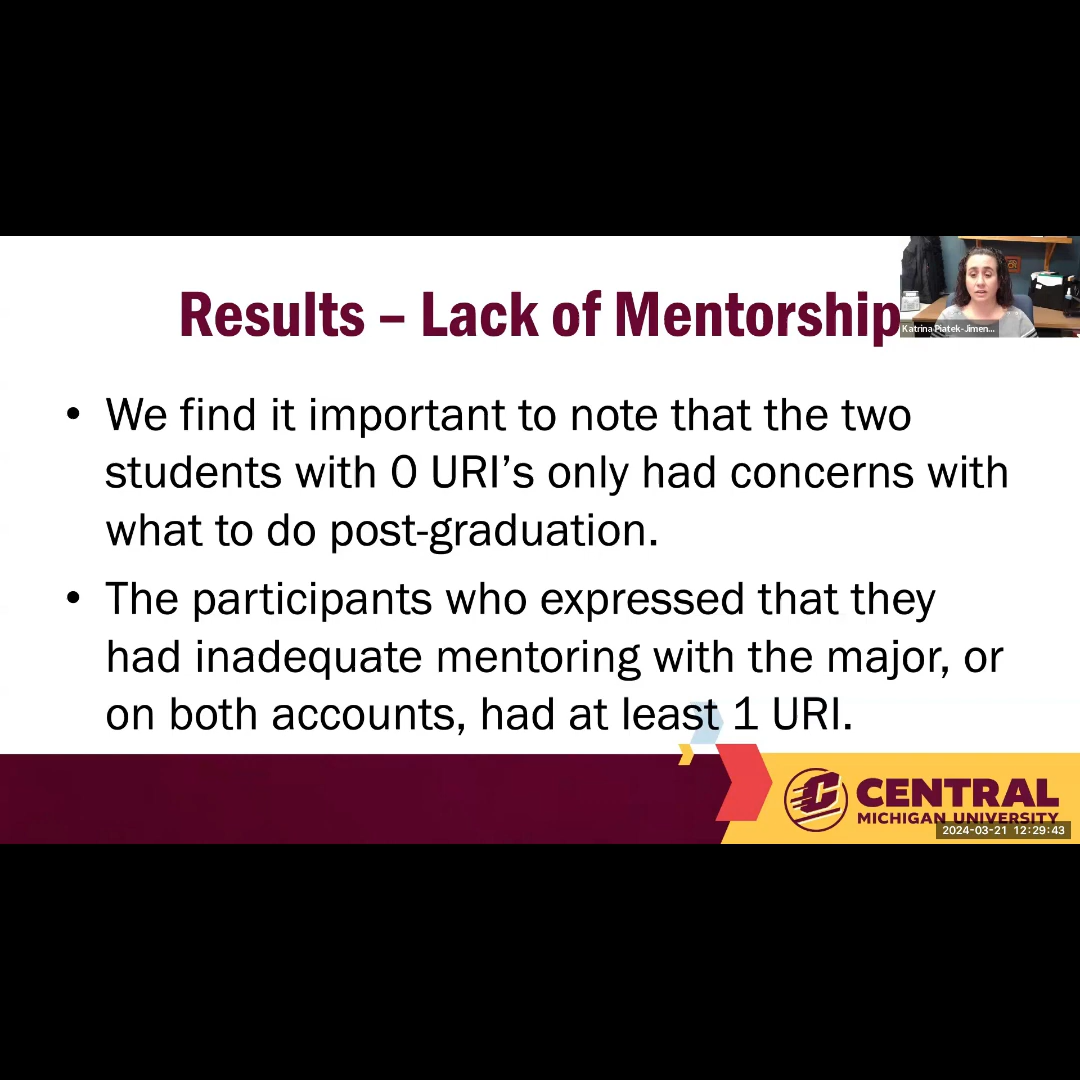 Results – Lack of Mentorship
Katrina Piatek-Jimen...
• We find it important to note that the two
students with 0 URI’s only had concerns with
what to do post-graduation.
• The participants who expressed that they
had inadequate mentoring with the major, or
on both accounts, had at least 1 URI.
CENTRAL
MICHIGAN UNIVERSITY
2024-03-21 12:29:43